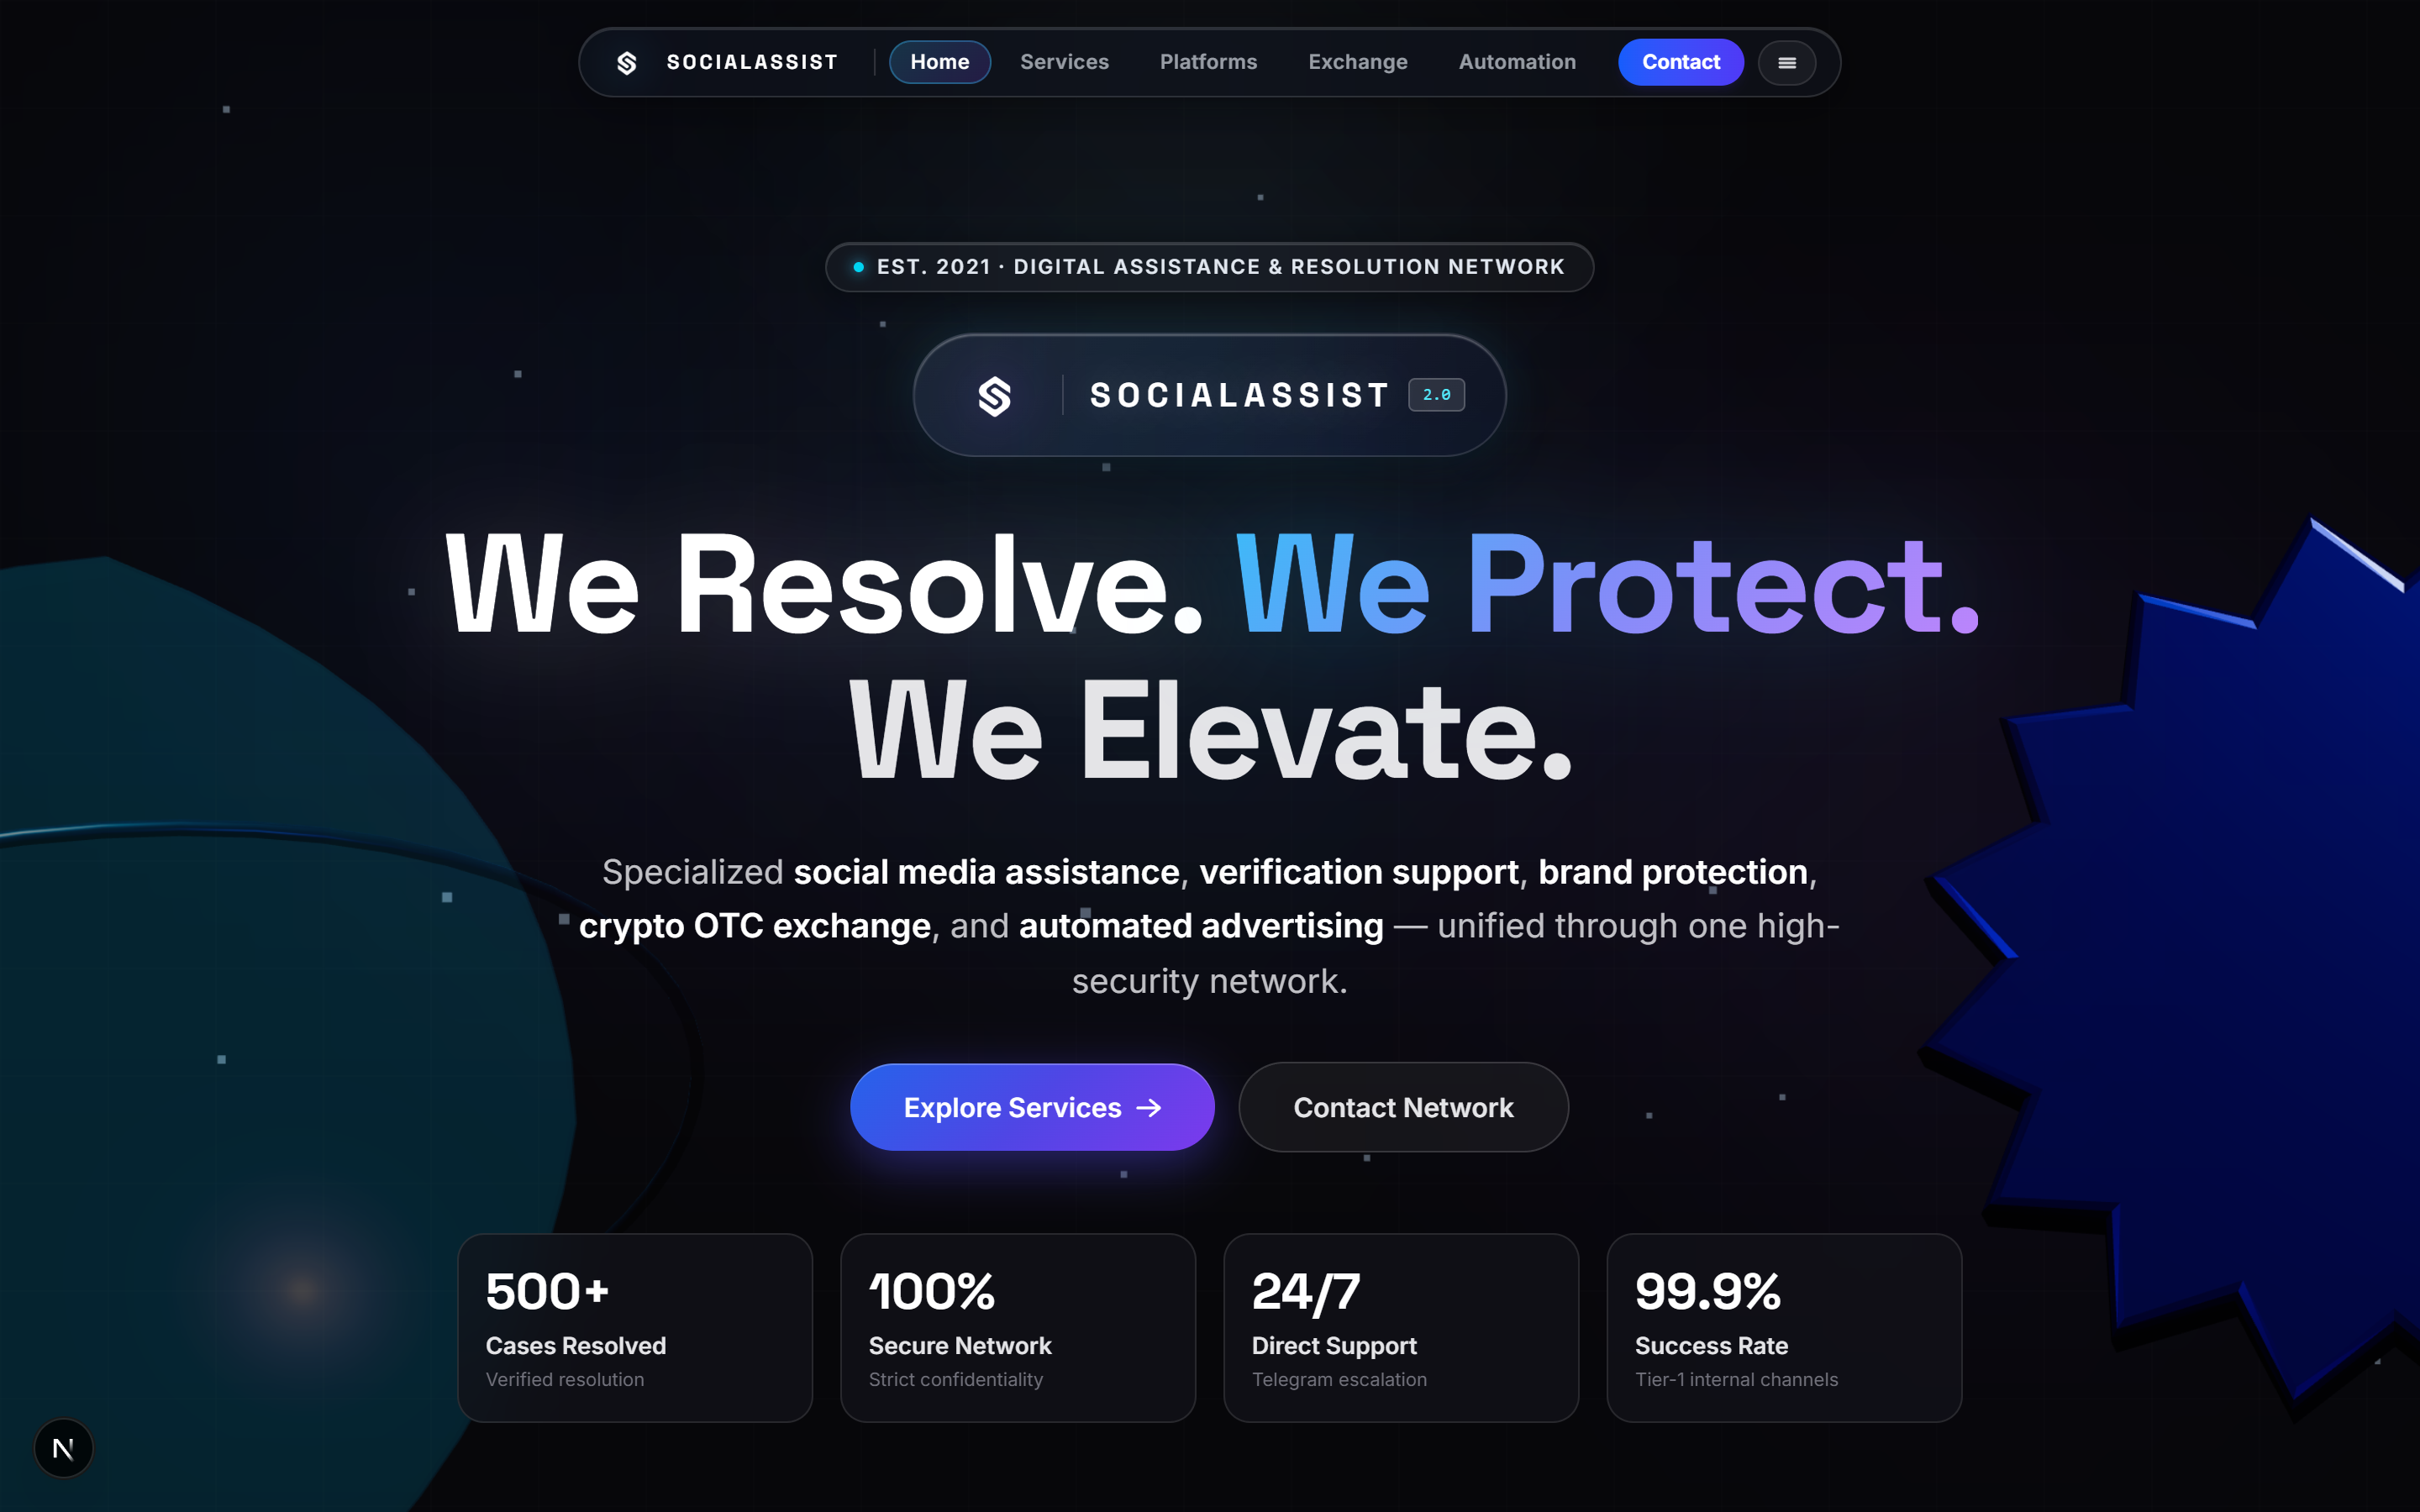 SOCIALASSIST Home Services Platforms Exchange Automation Contact
EST. 2021 · DIGITAL ASSISTANCE & RESOLUTION NETWORK
SOCIALASSIST 2.0
We Resolve. We Protect.
We Elevate.
Specialized social media assistance, verification support, brand protection,
crypto OTC exchange, and automated advertising — unified through one high-
security network.
Explore Services → Contact Network
500+
Cases Resolved
Verified resolution
100%
Secure Network
Strict confidentiality
24/7
Direct Support
Telegram escalation
99.9%
Success Rate
Tier-1 internal channels
N